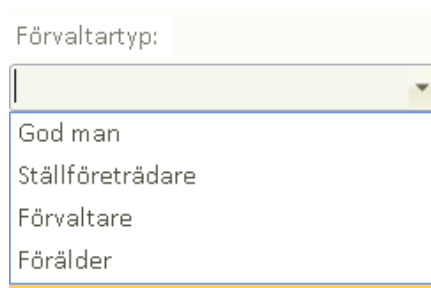 Förvaltartyp:
God man
Ställföreträdare
Förvaltare
Förälder